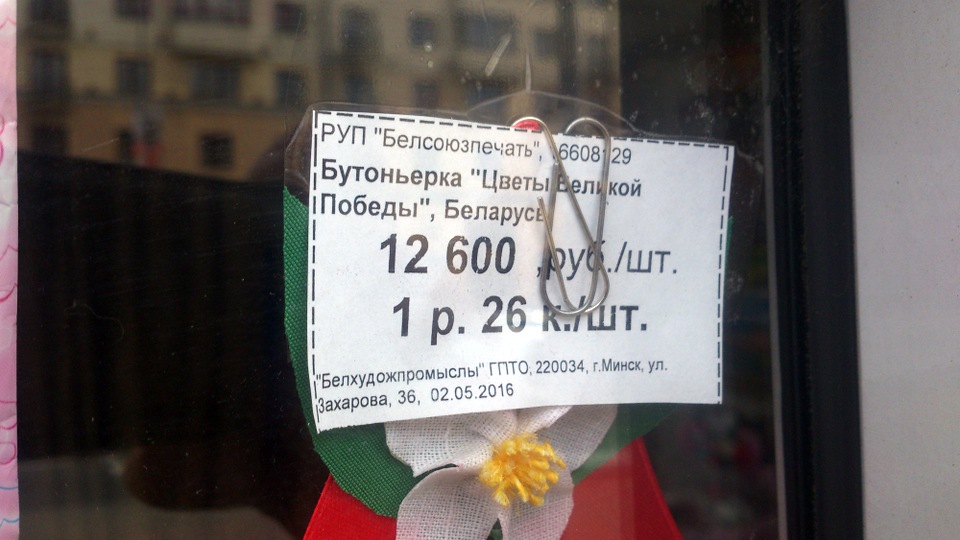 РУП "Белсоюзпечать",
Бутоньерка "Цветы Великой
Победы", Беларусь
12 600 ,руб./шт.
1 р. 26 к./шт.
"Белхудожпромыслы" ГПТО, 220034, г.Минск, ул.
Захарова, 36, 02.05.2016